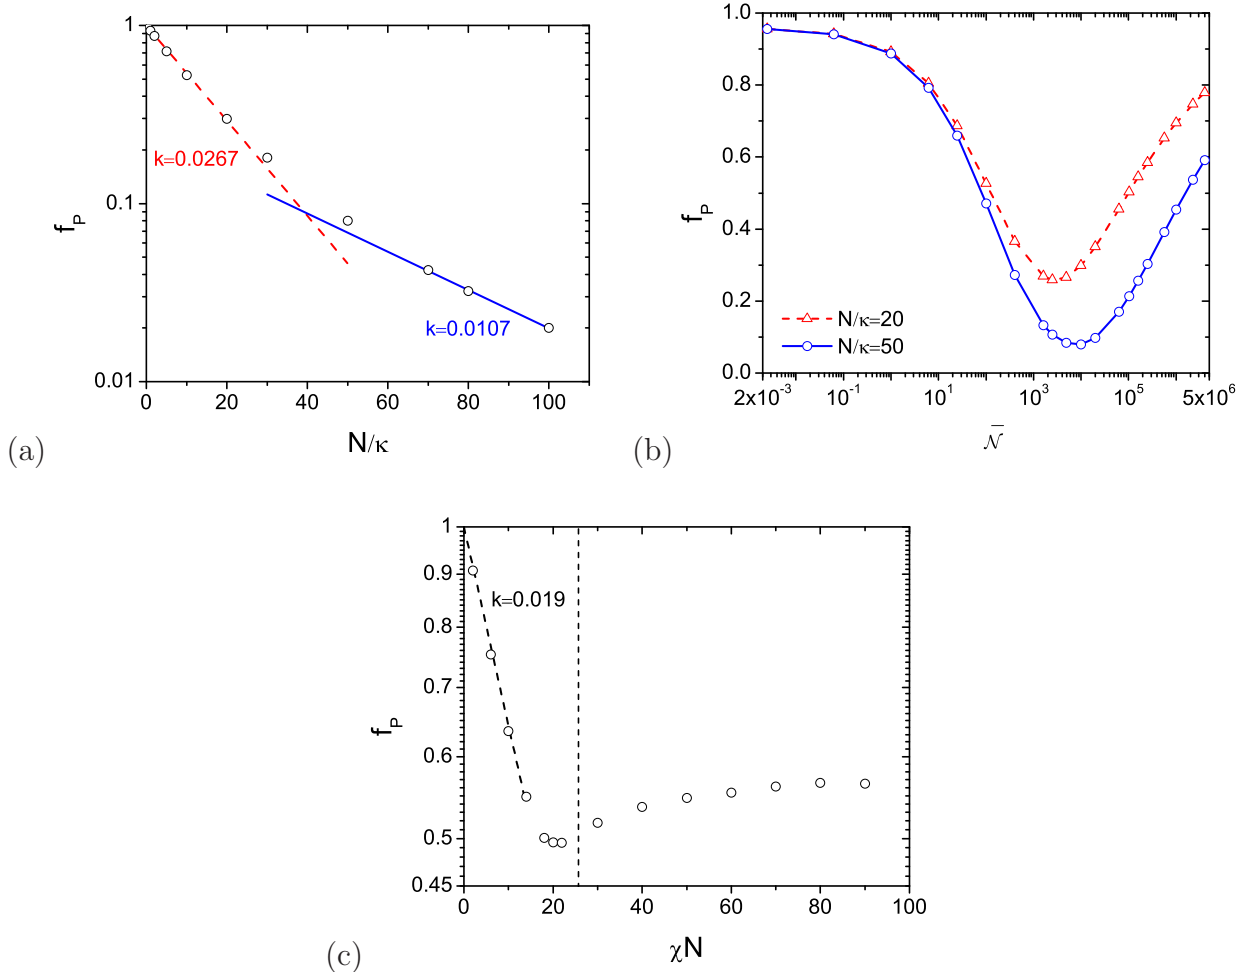 1
0.1
0.01
f_P
k=0.0267
k=0.0107
0 20 40 60 80 100
N/κ
(a)
1.0
0.8
0.6
0.4
0.2
0.0
f_P
N/κ=20
N/κ=50
2x10^-3 10^-1 10^1 10^3 10^5 5x10^6
𝒩̄
(b)
1
0.9
0.8
0.7
0.6
0.5
0.45
f_P
k=0.019
0 20 40 60 80 100
χN
(c)